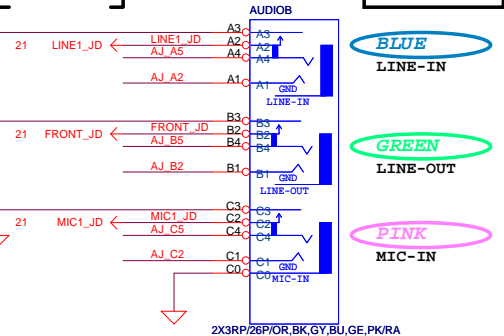 AUDIOB
A3 A3
21 LINE1_JD LINE1_JD A2 A2
AJ_A5 A4 A4
AJ_A2 A1 A1
GND
LINE-IN
BLUE
LINE-IN
B3 B3
21 FRONT_JD FRONT_JD B2 B2
AJ_B5 B4 B4
AJ_B2 B1 B1
GND
LINE-OUT
GREEN
LINE-OUT
C3 C3
21 MIC1_JD MIC1_JD C2 C2
AJ_C5 C4 C4
AJ_C2 C1 C1
GND
C0 C0 MIC-IN
PINK
MIC-IN
2X3RP/26P/OR,BK,GY,BU,GE,PK/RA